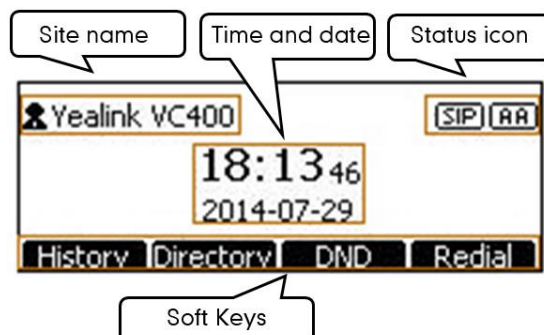 Site name
Time and date
Status icon
Yealink VC400
SIP AA
18:13 46
2014-07-29
History Directory DND Redial
Soft Keys